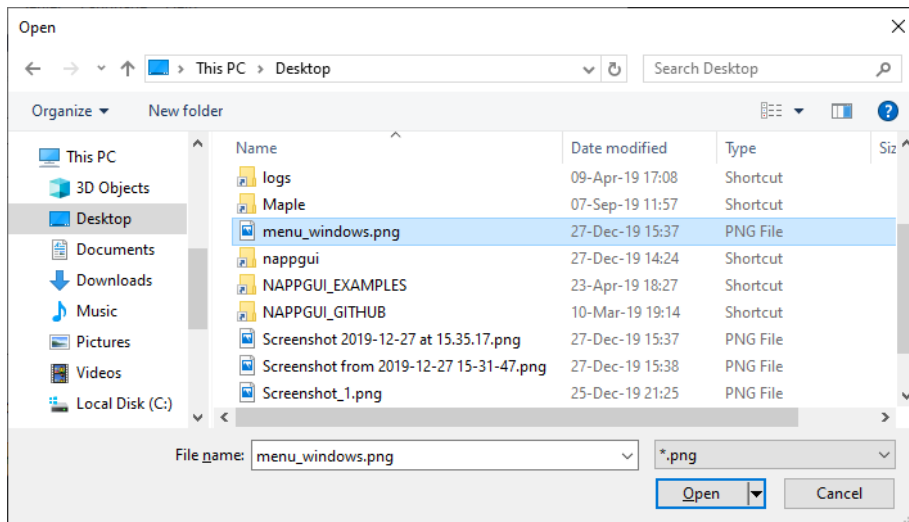 Open
This PC > Desktop
Search Desktop
Organize
New folder
?
This PC
3D Objects
Desktop
Documents
Downloads
Music
Pictures
Videos
Local Disk (C:)
Name Date modified Type Siz
logs 09-Apr-19 17:08 Shortcut
Maple 07-Sep-19 11:57 Shortcut
menu_windows.png 27-Dec-19 15:37 PNG File
nappgui 27-Dec-19 14:24 Shortcut
NAPPGUI_EXAMPLES 23-Apr-19 18:27 Shortcut
NAPPGUI_GITHUB 10-Mar-19 19:14 Shortcut
Screenshot 2019-12-27 at 15.35.17.png 27-Dec-19 15:37 PNG File
Screenshot from 2019-12-27 15-31-47.png 27-Dec-19 15:38 PNG File
Screenshot_1.png 25-Dec-19 21:25 PNG File
File name: menu_windows.png *.png
Open Cancel